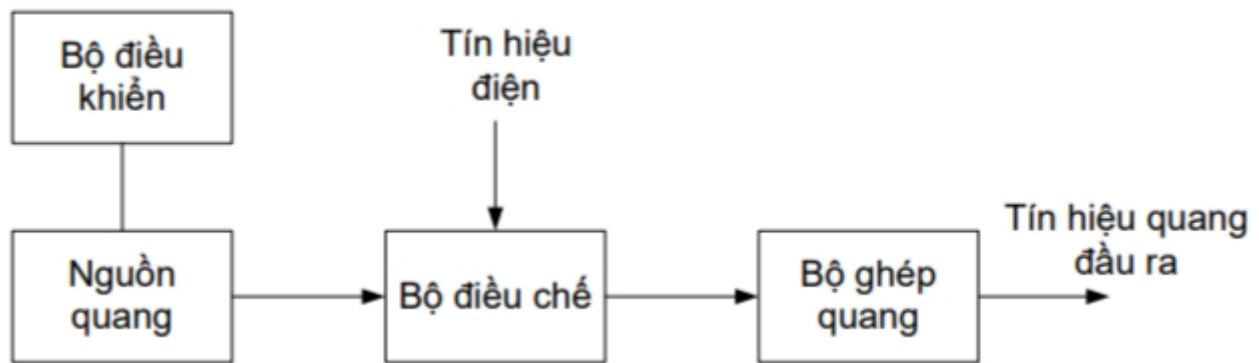 Bộ điều
khiển
Tín hiệu
điện
Nguồn
quang
Bộ điều chế
Bộ ghép
quang
Tín hiệu quang
đầu ra